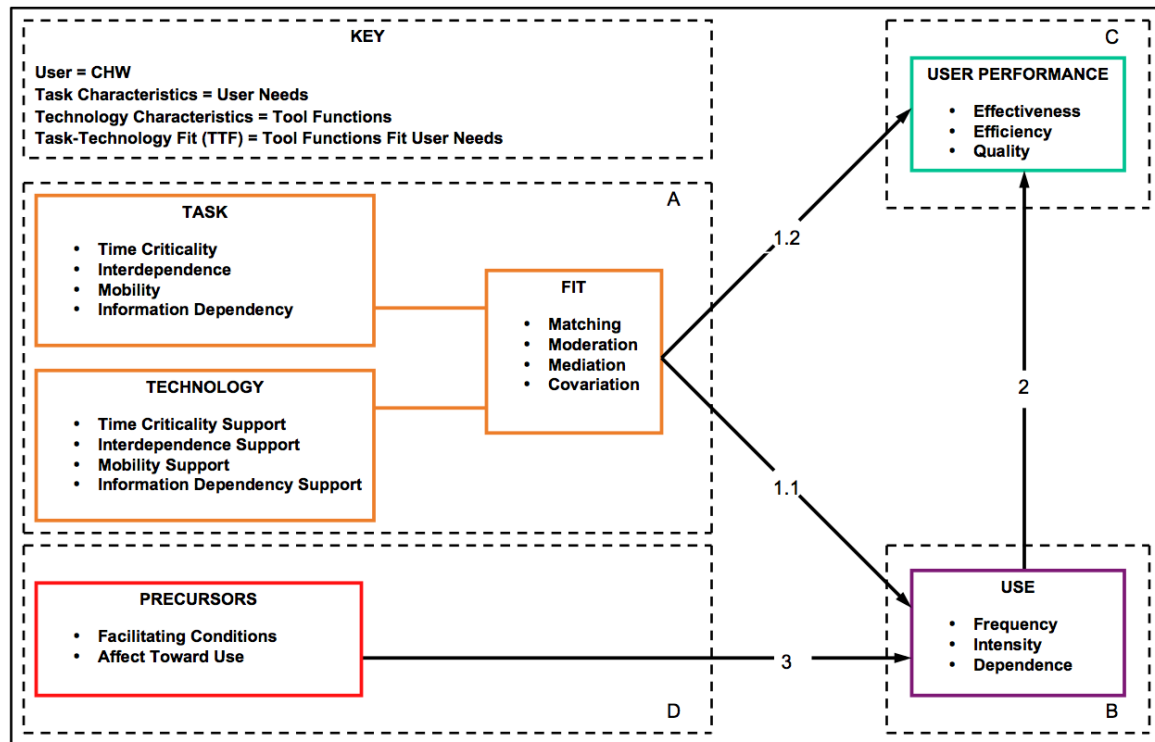 KEY
User = CHW
Task Characteristics = User Needs
Technology Characteristics = Tool Functions
Task-Technology Fit (TTF) = Tool Functions Fit User Needs
C
USER PERFORMANCE
• Effectiveness
• Efficiency
• Quality
A
TASK
• Time Criticality
• Interdependence
• Mobility
• Information Dependency
FIT
• Matching
• Moderation
• Mediation
• Covariation
TECHNOLOGY
• Time Criticality Support
• Interdependence Support
• Mobility Support
• Information Dependency Support
1.2
1.1
2
PRECURSORS
• Facilitating Conditions
• Affect Toward Use
3
D
USE
• Frequency
• Intensity
• Dependence
B